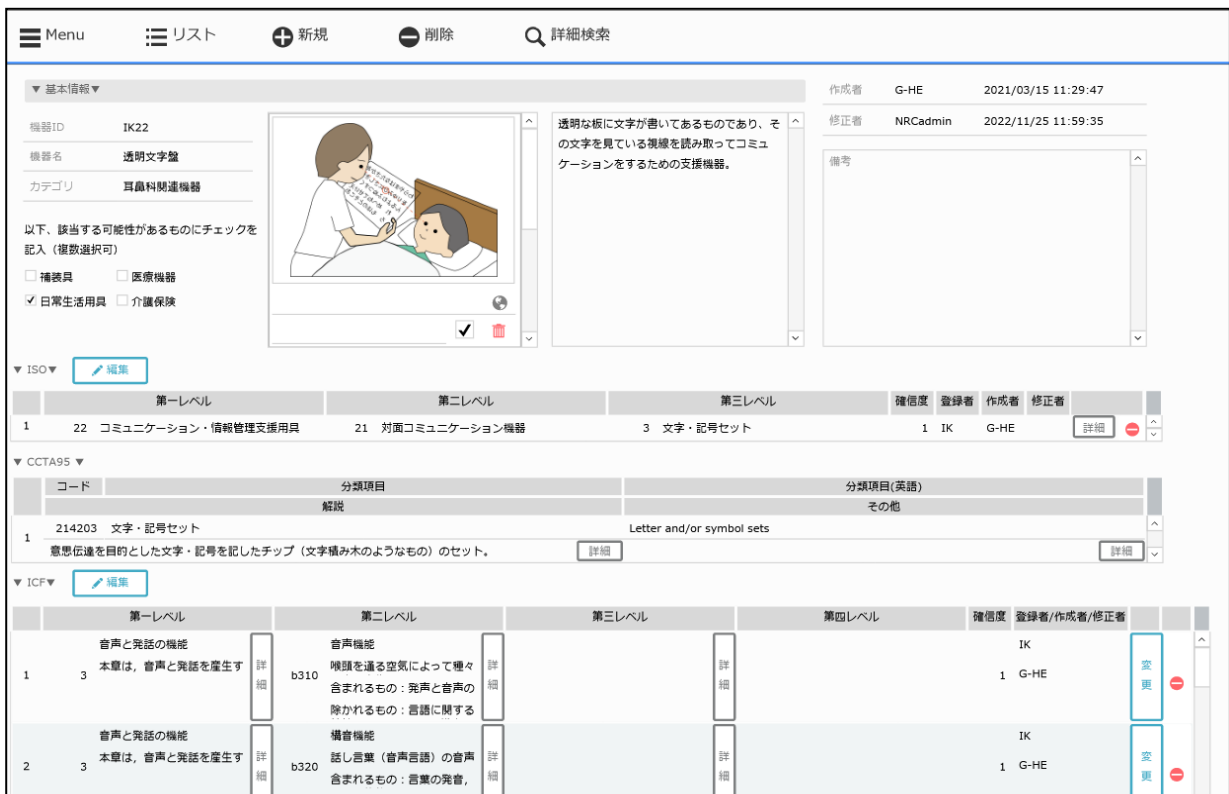 Menu リスト 新規 削除 詳細検索
▼ 基本情報▼
作成者 G-HE 2021/03/15 11:29:47
修正者 NRCadmin 2022/11/25 11:59:35
機器ID IK22
機器名 透明文字盤
カテゴリ 耳鼻科関連機器
以下、該当する可能性があるものにチェックを
記入（複数選択可）
補装具 医療機器
日常生活用具 介護保険
透明な板に文字が書いてあるものであり、そ
の文字を見ている視線を読み取ってコミュ
ケーションをするための支援機器。
備考
▼ ISO▼ 編集
第一レベル 第二レベル 第三レベル 確信度 登録者 作成者 修正者
1 22 コミュニケーション・情報管理支援用具 21 対面コミュニケーション機器 3 文字・記号セット 1 IK G-HE 詳細
▼ CCTA95 ▼
コード 分類項目 分類項目(英語)
解説 その他
1 214203 文字・記号セット Letter and/or symbol sets
意思伝達を目的とした文字・記号を記したチップ（文字積み木のようなもの）のセット。 詳細 詳細
▼ ICF▼ 編集
第一レベル 第二レベル 第三レベル 第四レベル 確信度 登録者/作成者/修正者
音声と発話の機能 音声機能 IK
1 3 本章は，音声と発話を産生す 詳細 b310 喉頭を通る空気によって種々 詳細 詳細 1 G-HE 変更
含まれるもの：発声と音声の
除かれるもの：言語に関する
音声と発話の機能 構音機能 IK
2 3 本章は，音声と発話を産生す 詳細 b320 話し言葉（音声言語）の音声 詳細 詳細 1 G-HE 変更
含まれるもの：言葉の発音，